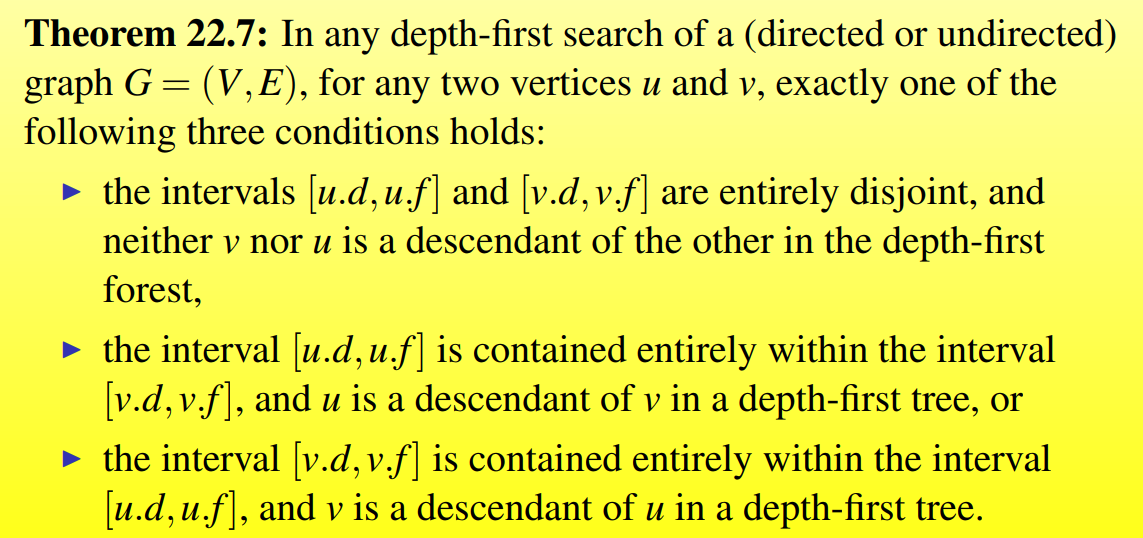 Theorem 22.7: In any depth-first search of a (directed or undirected)
graph G = (V,E), for any two vertices u and v, exactly one of the
following three conditions holds:
▶ the intervals [u.d,u.f] and [v.d,v.f] are entirely disjoint, and
neither v nor u is a descendant of the other in the depth-first
forest,
▶ the interval [u.d,u.f] is contained entirely within the interval
[v.d,v.f], and u is a descendant of v in a depth-first tree, or
▶ the interval [v.d,v.f] is contained entirely within the interval
[u.d,u.f], and v is a descendant of u in a depth-first tree.